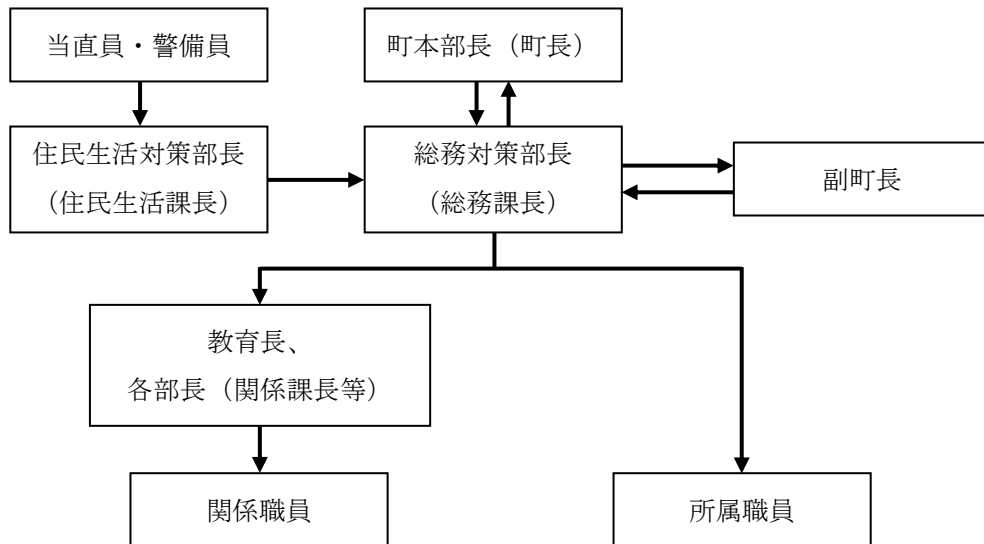 当直員・警備員
町本部長（町長）
住民生活対策部長
（住民生活課長）
総務対策部長
（総務課長）
副町長
教育長、
各部長（関係課長等）
関係職員
所属職員